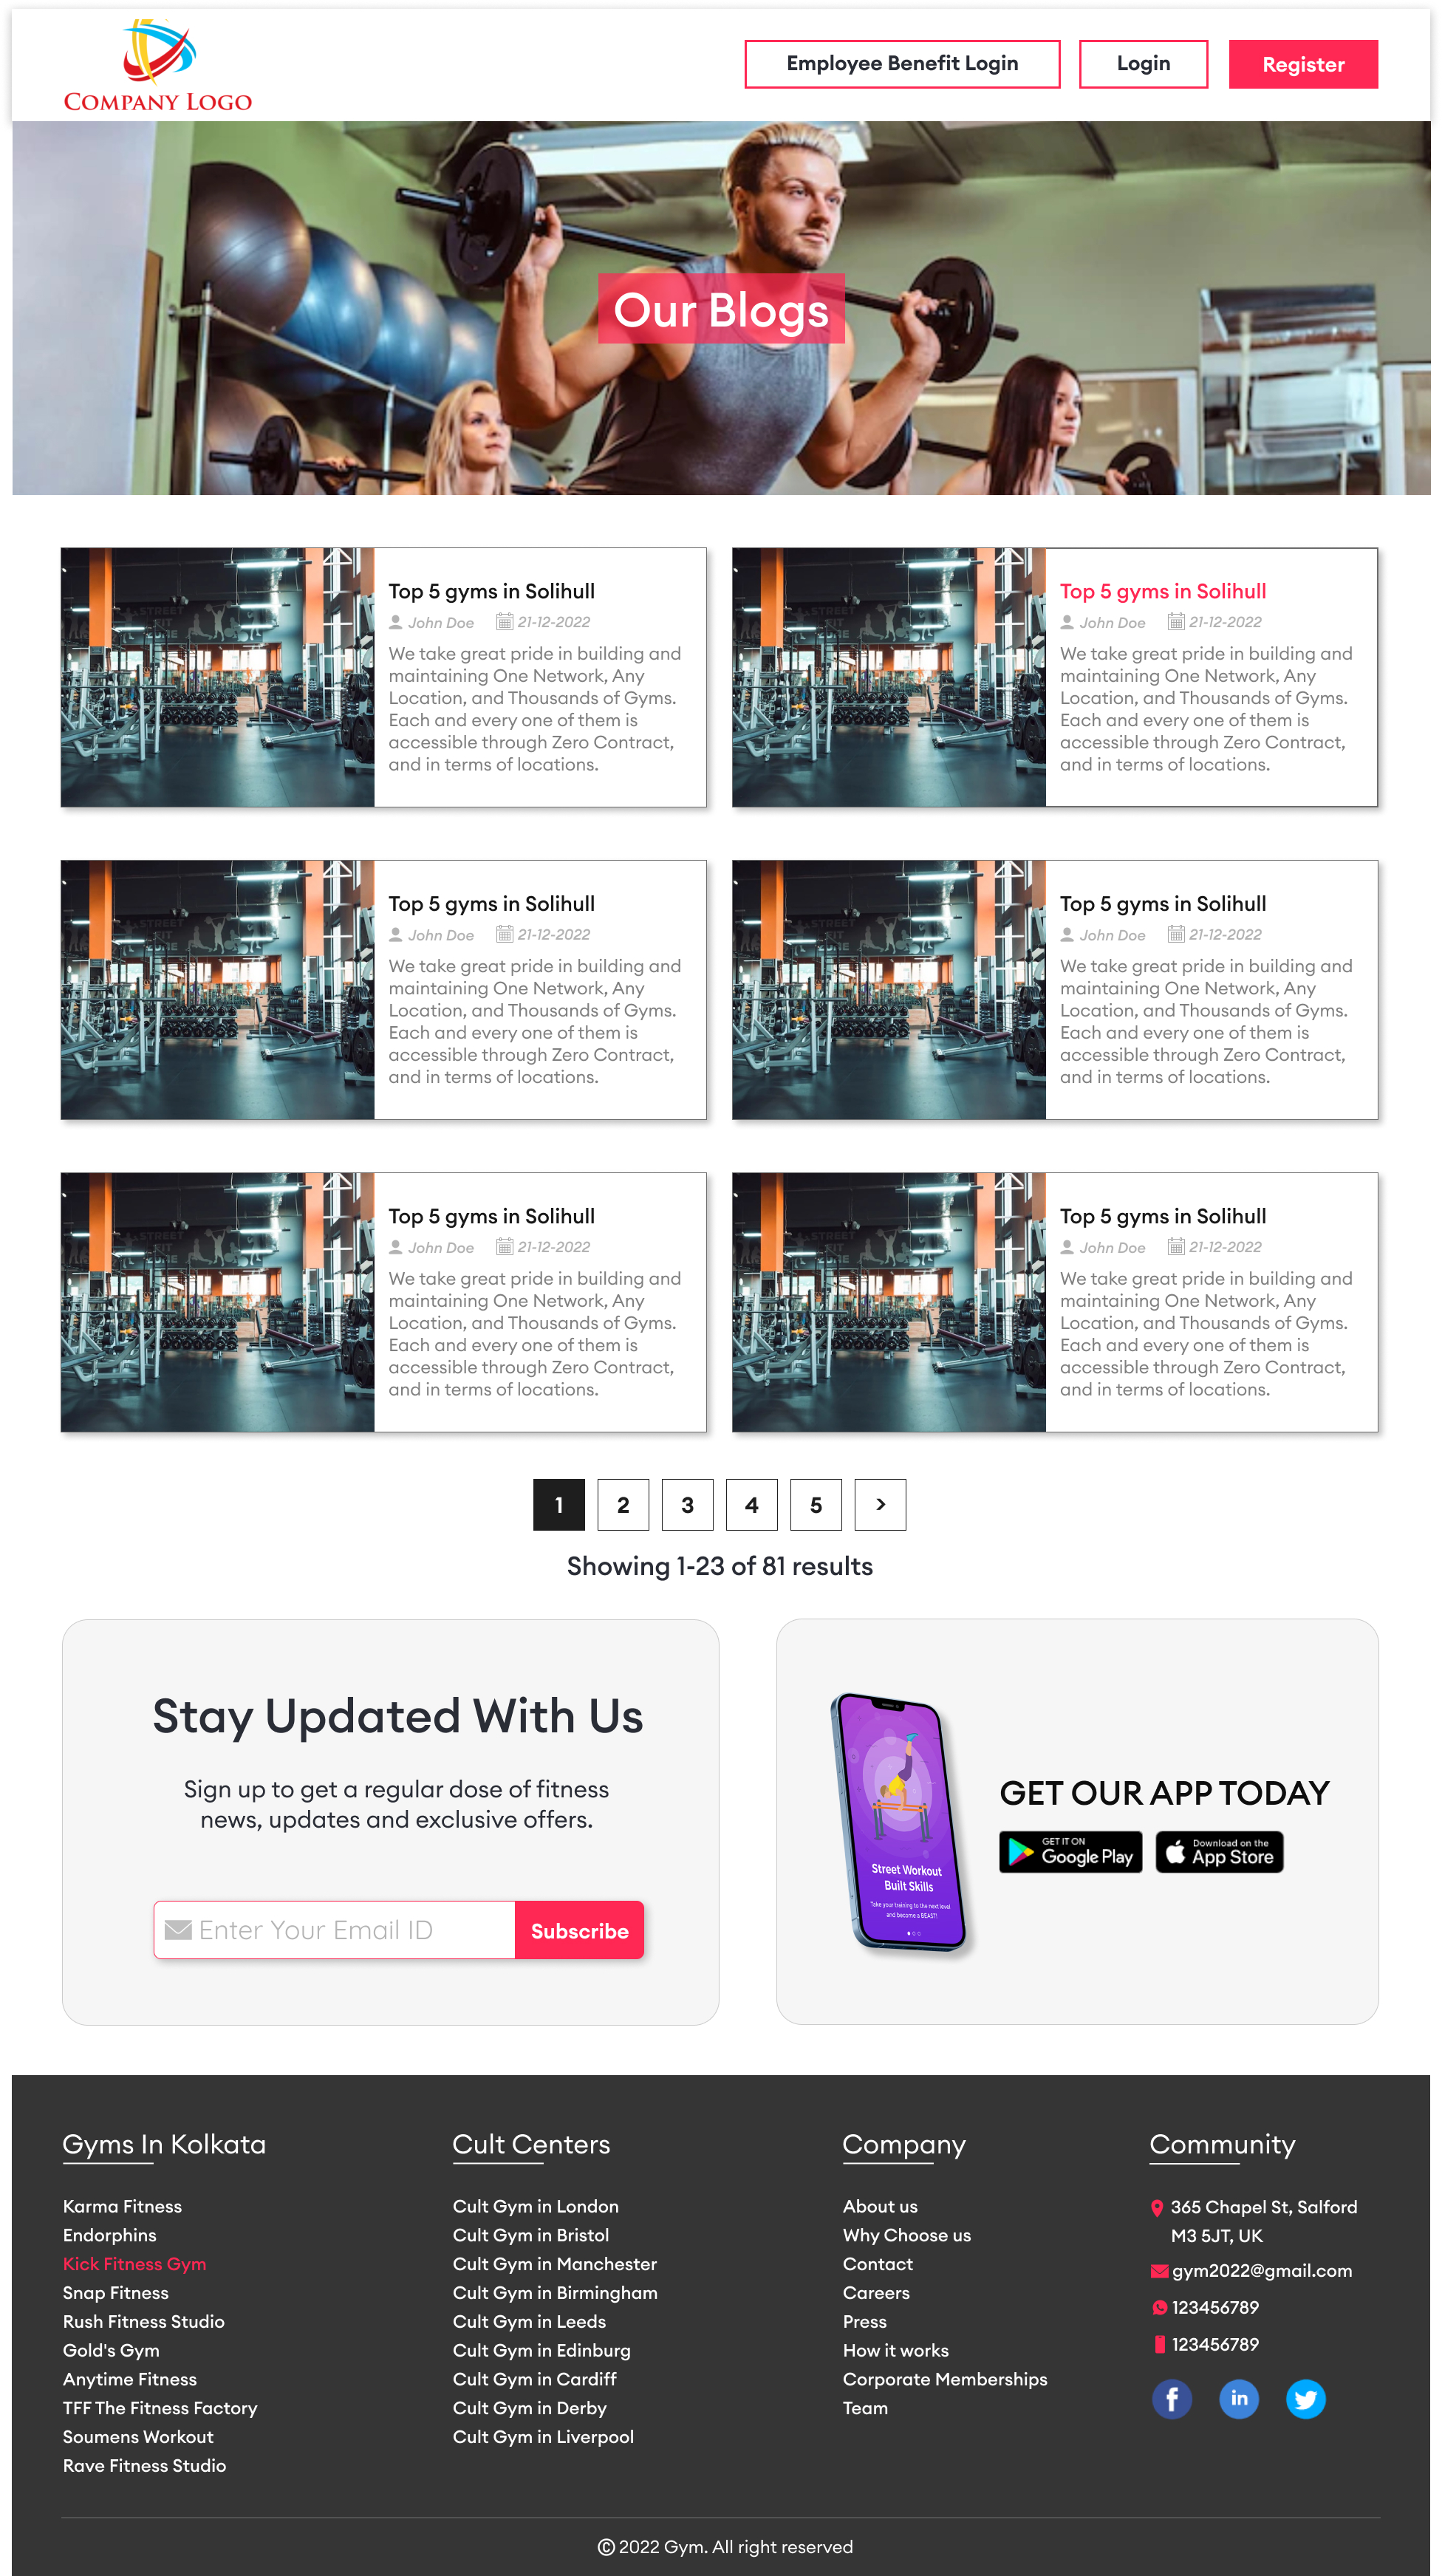 COMPANY LOGO
Employee Benefit Login
Login
Register
Our Blogs
Top 5 gyms in Solihull
John Doe 21-12-2022
We take great pride in building and
maintaining One Network, Any
Location, and Thousands of Gyms.
Each and every one of them is
accessible through Zero Contract,
and in terms of locations.
Top 5 gyms in Solihull
John Doe 21-12-2022
We take great pride in building and
maintaining One Network, Any
Location, and Thousands of Gyms.
Each and every one of them is
accessible through Zero Contract,
and in terms of locations.
Top 5 gyms in Solihull
John Doe 21-12-2022
We take great pride in building and
maintaining One Network, Any
Location, and Thousands of Gyms.
Each and every one of them is
accessible through Zero Contract,
and in terms of locations.
Top 5 gyms in Solihull
John Doe 21-12-2022
We take great pride in building and
maintaining One Network, Any
Location, and Thousands of Gyms.
Each and every one of them is
accessible through Zero Contract,
and in terms of locations.
Top 5 gyms in Solihull
John Doe 21-12-2022
We take great pride in building and
maintaining One Network, Any
Location, and Thousands of Gyms.
Each and every one of them is
accessible through Zero Contract,
and in terms of locations.
Top 5 gyms in Solihull
John Doe 21-12-2022
We take great pride in building and
maintaining One Network, Any
Location, and Thousands of Gyms.
Each and every one of them is
accessible through Zero Contract,
and in terms of locations.
1 2 3 4 5 >
Showing 1-23 of 81 results
Stay Updated With Us
Sign up to get a regular dose of fitness
news, updates and exclusive offers.
Enter Your Email ID
Subscribe
Street Workout
Built Skills
Take your training to the next level
and become a BEAST!
GET OUR APP TODAY
GET IT ON
Google Play
Download on the
App Store
Gyms In Kolkata
Karma Fitness
Endorphins
Kick Fitness Gym
Snap Fitness
Rush Fitness Studio
Gold's Gym
Anytime Fitness
TFF The Fitness Factory
Soumens Workout
Rave Fitness Studio
Cult Centers
Cult Gym in London
Cult Gym in Bristol
Cult Gym in Manchester
Cult Gym in Birmingham
Cult Gym in Leeds
Cult Gym in Edinburg
Cult Gym in Cardiff
Cult Gym in Derby
Cult Gym in Liverpool
Company
About us
Why Choose us
Contact
Careers
Press
How it works
Corporate Memberships
Team
Community
365 Chapel St, Salford
M3 5JT, UK
gym2022@gmail.com
123456789
123456789
© 2022 Gym. All right reserved